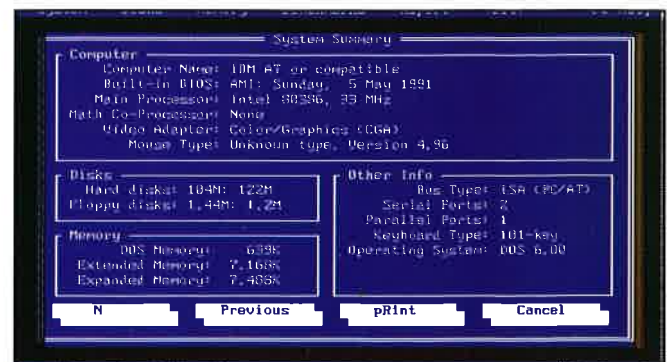 System Summary
Computer
Computer Name: IBM AT or compatible
Built-in BIOS: AMI: Sunday, 5 May 1991
Main Processor: Intel 80386, 33 MHz
Math Co-Processor: None
Video Adapter: Color/Graphics (CGA)
Mouse Type: Unknown type, Version 4.96
Disks
Hard disks: 104M: 122M
Floppy disks: 1.44M: 1.2M
Memory
DOS Memory: 639K
Extended Memory: 7,168K
Expanded Memory: 7,488K
Other Info
Bus Type: ISA (PC/AT)
Serial Ports: 2
Parallel Ports: 1
Keyboard Type: 101-key
Operating System: DOS 6.00
N Previous pRint Cancel